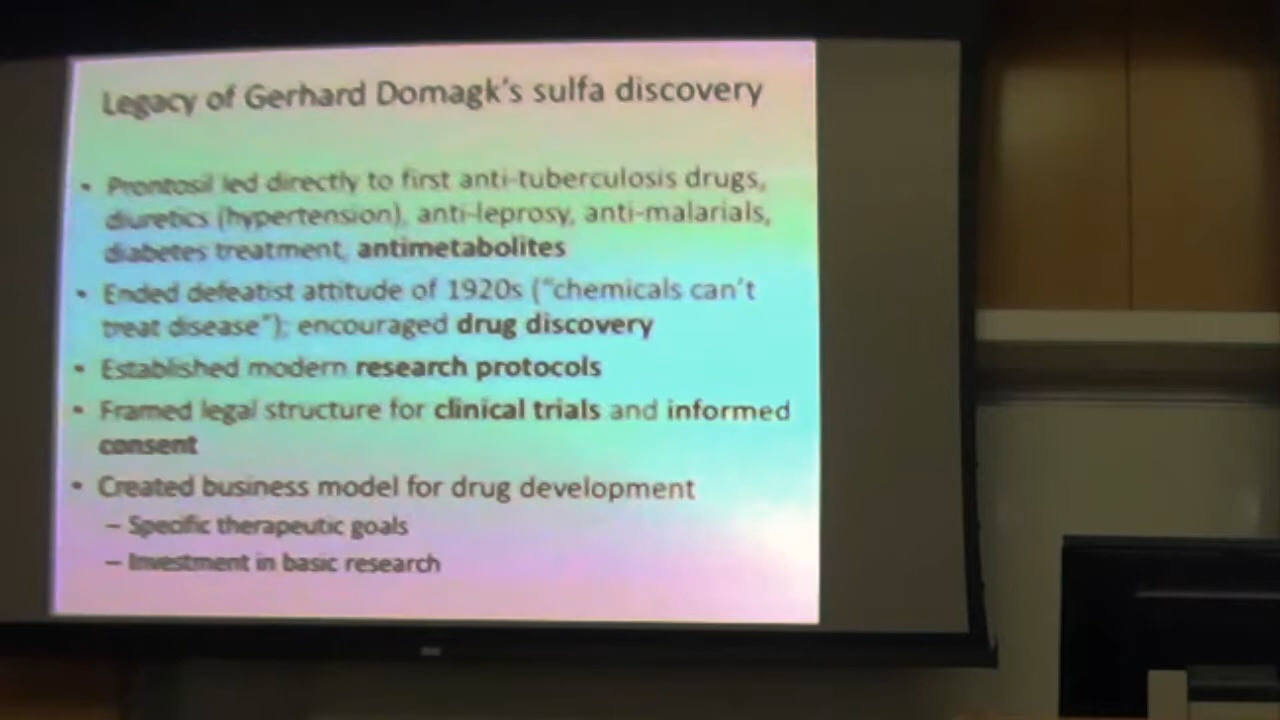 Legacy of Gerhard Domagk's sulfa discovery
• Prontosil led directly to first anti-tuberculosis drugs,
diuretics (hypertension), anti-leprosy, anti-malarials,
diabetes treatment, antimetabolites
• Ended defeatist attitude of 1920s ("chemicals can't
treat disease"); encouraged drug discovery
• Established modern research protocols
• Framed legal structure for clinical trials and informed
consent
• Created business model for drug development
– Specific therapeutic goals
– Investment in basic research